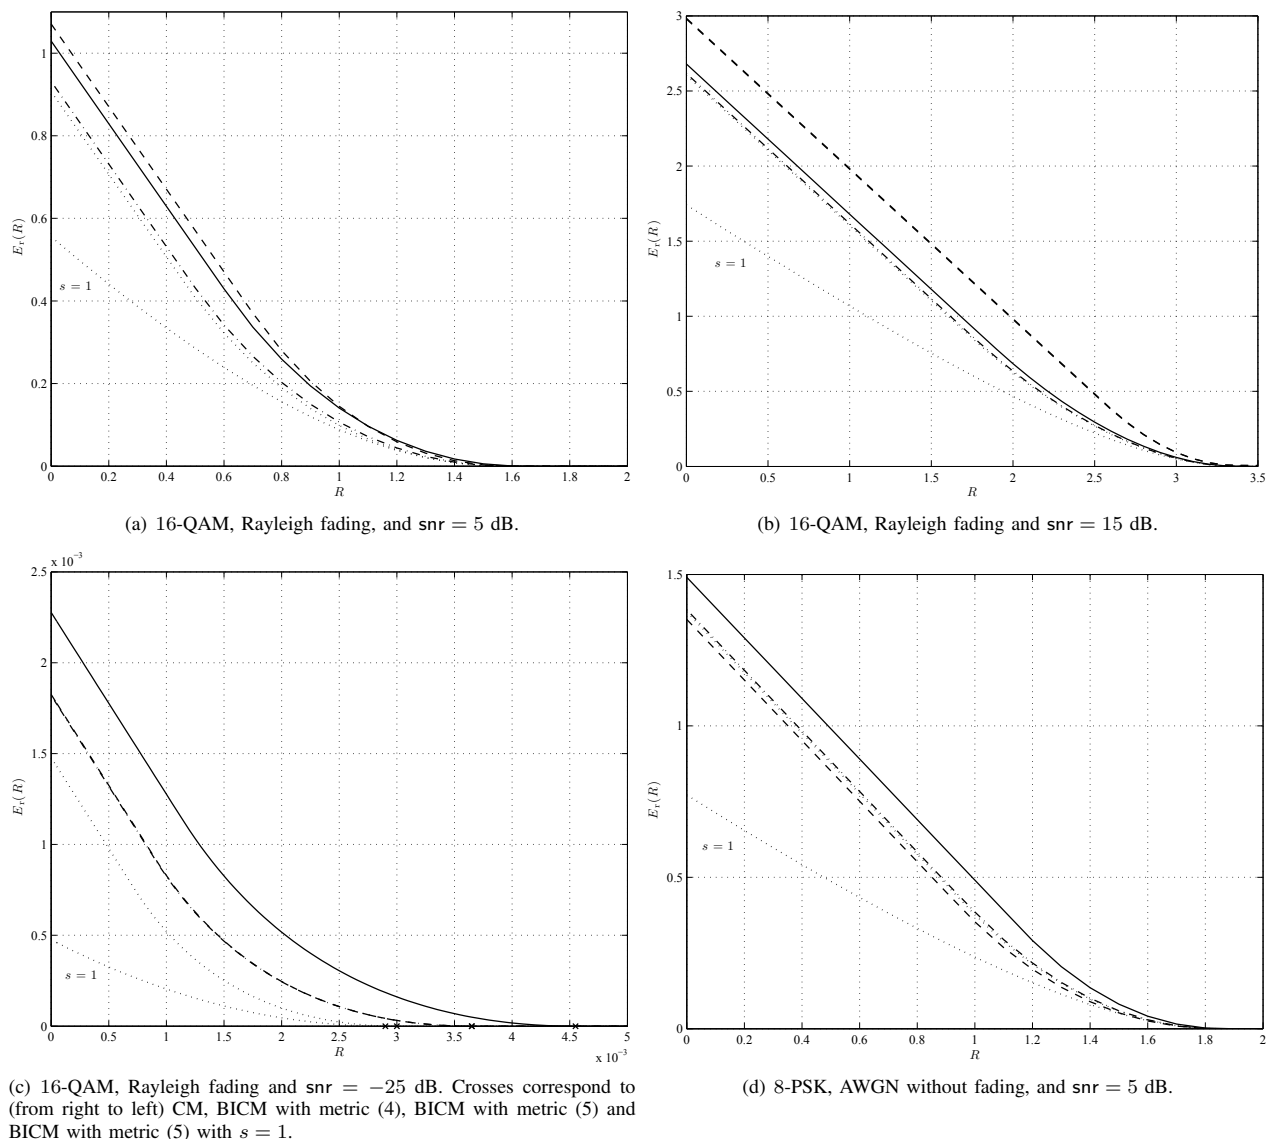 1
0.8
0.6
0.4
0.2
0
E_r(R)
s = 1
0 0.2 0.4 0.6 0.8 1 1.2 1.4 1.6 1.8 2
R
(a) 16-QAM, Rayleigh fading, and snr = 5 dB.
3
2.5
2
1.5
1
0.5
0
E_r(R)
s = 1
0 0.5 1 1.5 2 2.5 3 3.5
R
(b) 16-QAM, Rayleigh fading and snr = 15 dB.
x 10^−3
2.5
2
1.5
1
0.5
0
E_r(R)
s = 1
0 0.5 1 1.5 2 2.5 3 3.5 4 4.5 5
R
x 10^−3
(c) 16-QAM, Rayleigh fading and snr = −25 dB. Crosses correspond to
(from right to left) CM, BICM with metric (4), BICM with metric (5) and
BICM with metric (5) with s = 1.
1.5
1
0.5
0
E_r(R)
s = 1
0 0.2 0.4 0.6 0.8 1 1.2 1.4 1.6 1.8 2
R
(d) 8-PSK, AWGN without fading, and snr = 5 dB.